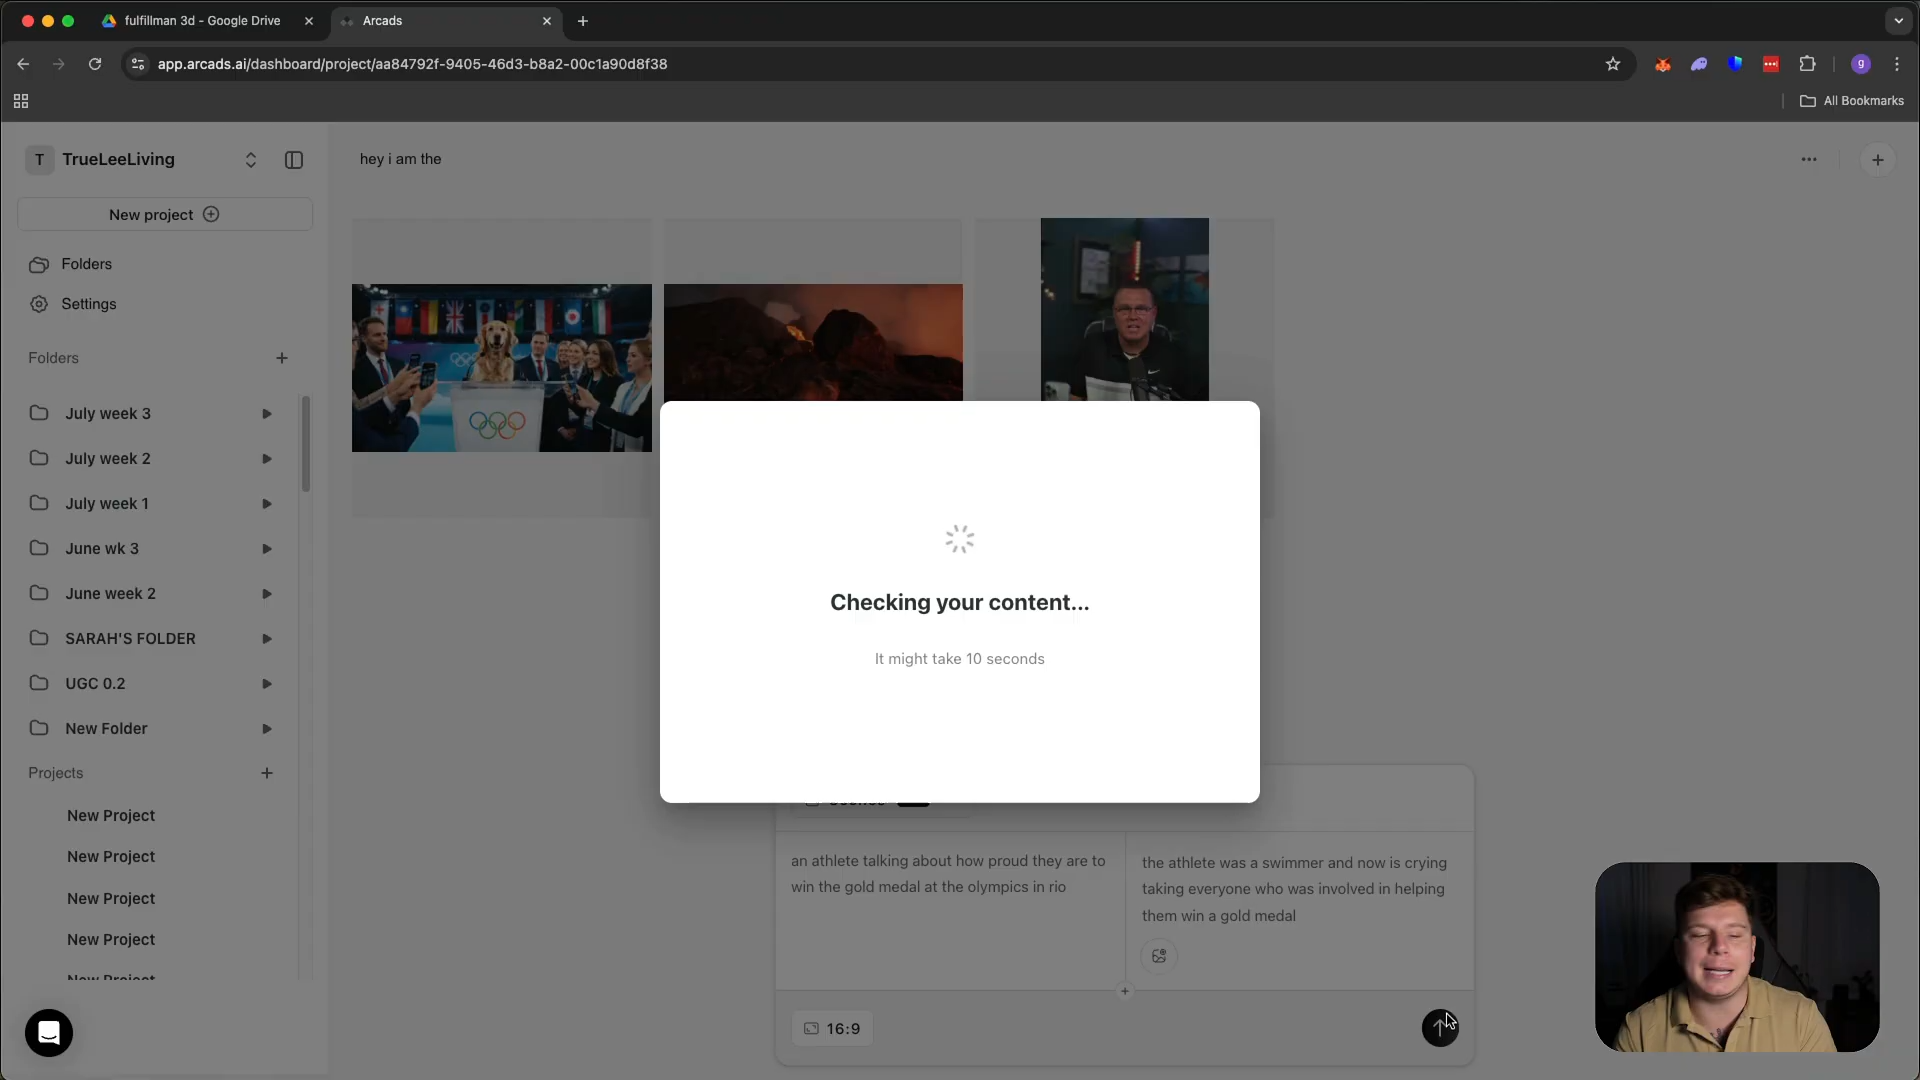 fulfillman 3d - Google Drive
Arcads
app.arcads.ai/dashboard/project/aa84792f-9405-46d3-b8a2-00c1a90d8f38
g
All Bookmarks
T TrueLeeLiving
hey i am the
New project
Folders
Settings
Folders
July week 3
July week 2
July week 1
June wk 3
June week 2
SARAH'S FOLDER
UGC 0.2
New Folder
Projects
New Project
New Project
New Project
New Project
New Project
Checking your content...
It might take 10 seconds
an athlete talking about how proud they are to
win the gold medal at the olympics in rio
the athlete was a swimmer and now is crying
taking everyone who was involved in helping
them win a gold medal
16:9